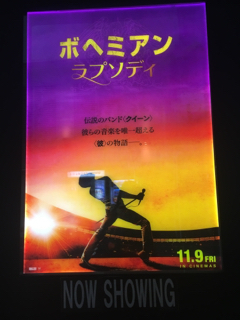 ボヘミアン
ラプソディ
伝説のバンド〈クイーン〉
彼らの音楽を唯一超える
〈彼〉の物語——。
11.9 FRI
IN CINEMAS
NOW SHOWING